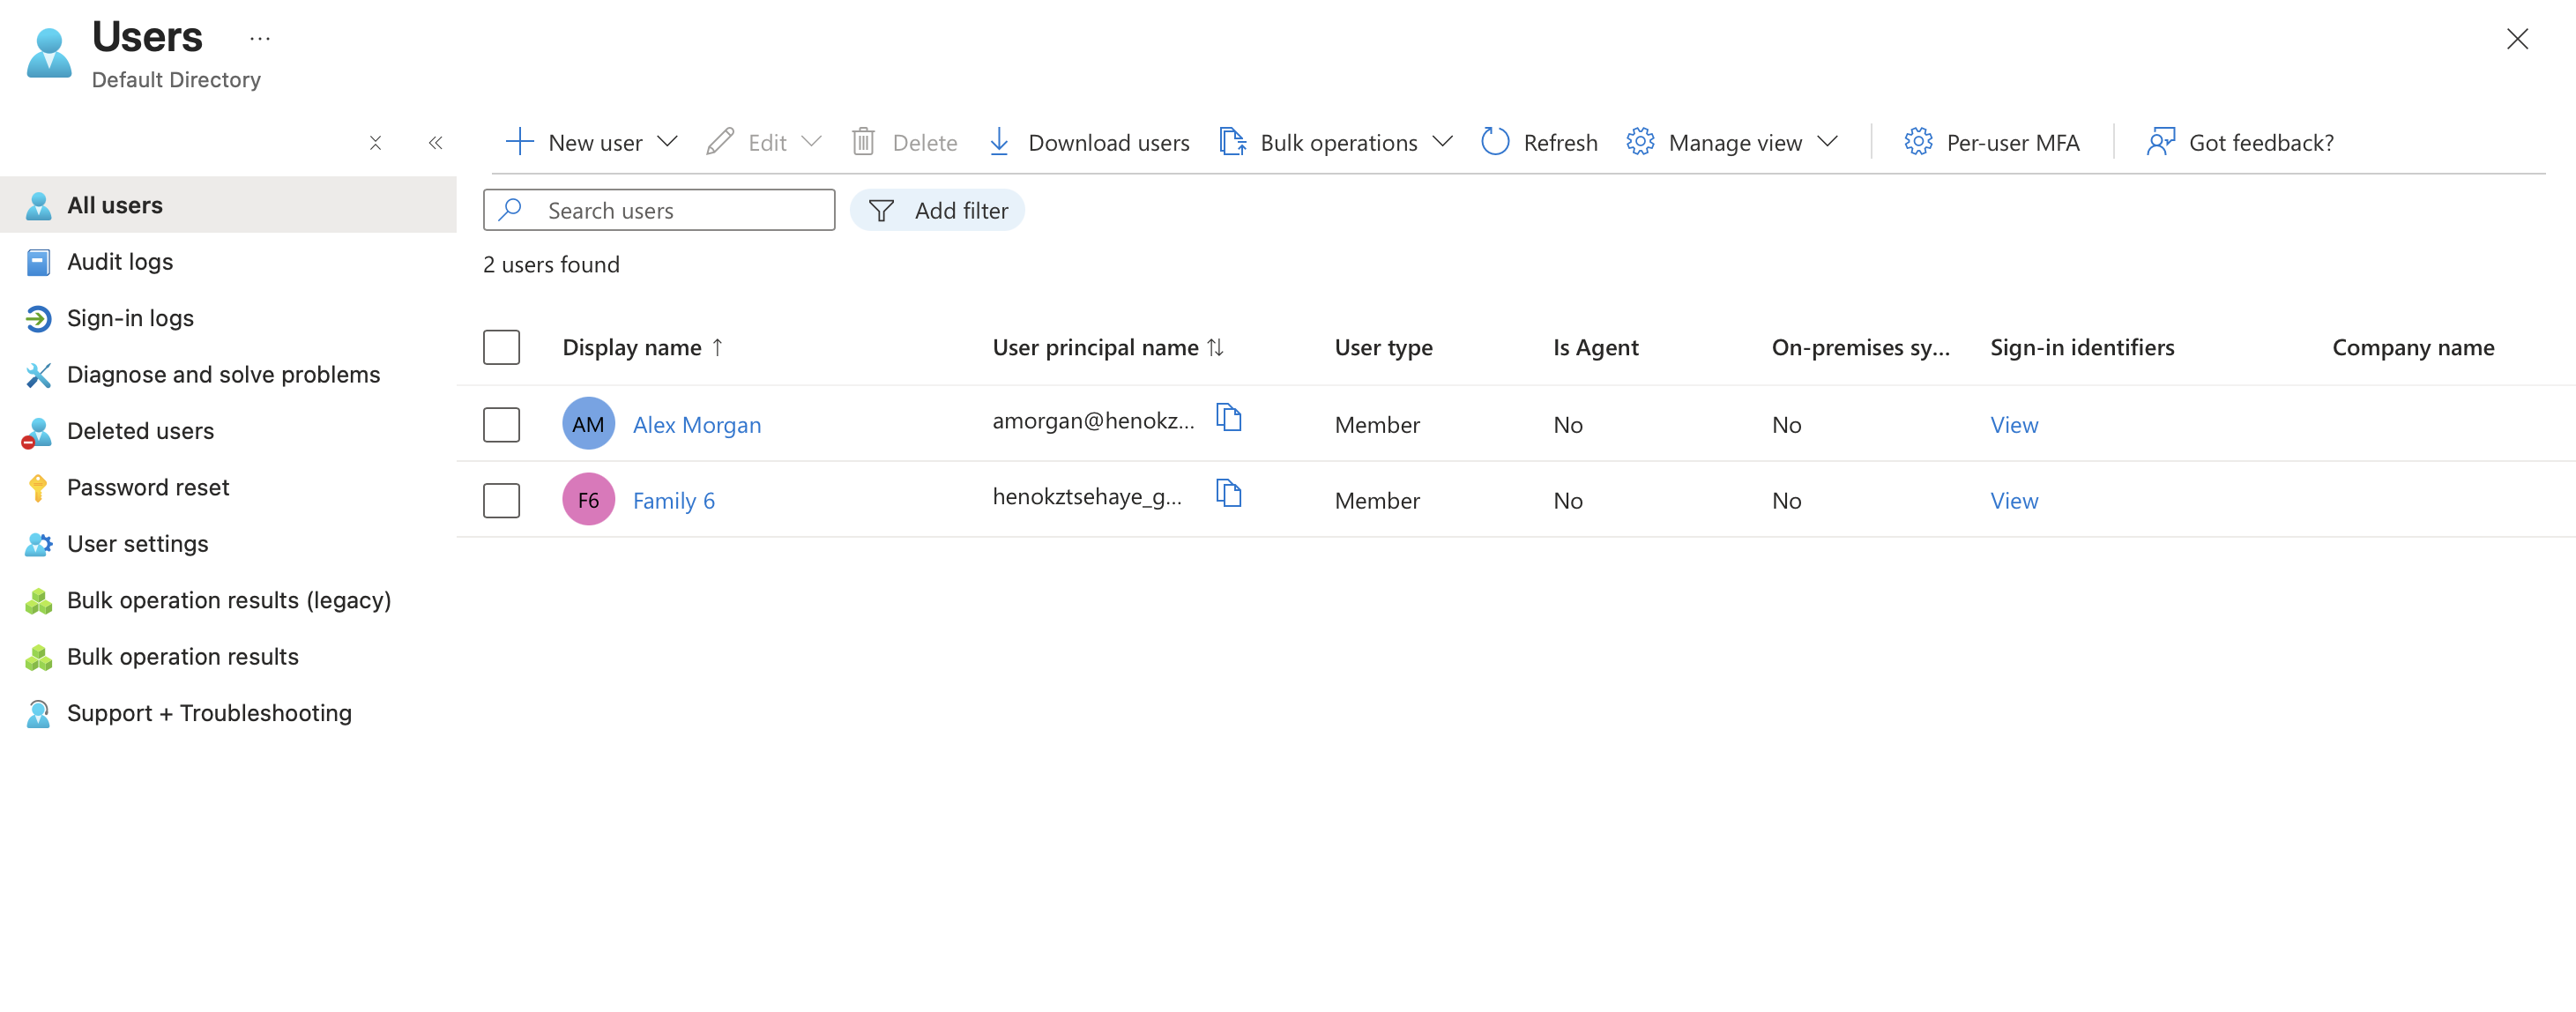 Users ...
Default Directory
New user Edit Delete Download users Bulk operations Refresh Manage view Per-user MFA Got feedback?
All users
Audit logs
Sign-in logs
Diagnose and solve problems
Deleted users
Password reset
User settings
Bulk operation results (legacy)
Bulk operation results
Support + Troubleshooting
Search users Add filter
2 users found
Display name ↑ User principal name ↑↓ User type Is Agent On-premises sy... Sign-in identifiers Company name
AM Alex Morgan amorgan@henokz... Member No No View
F6 Family 6 henokztsehaye_g... Member No No View